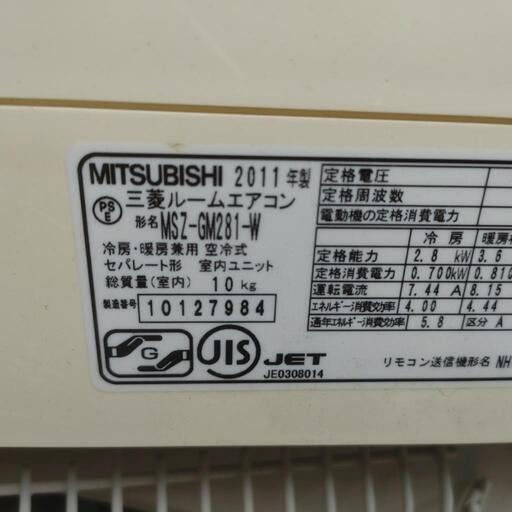 MITSUBISHI 2011年製
PSE
三菱ルームエアコン
形名 MSZ-GM281-W
冷房・暖房兼用 空冷式
セパレート形 室内ユニット
総質量(室内) 10kg
製造番号 10127984
G
JIS JET
JE0308014
定格電圧
定格周波数
電動機の定格消費電力
冷房 暖房
定格能力 2.8 kW 3.6
定格消費電力 0.700kW 0.810
運転電流 7.44 A 8.15
エネルギー消費効率 4.00 4.44
通年エネルギー消費効率 5.8 区分 A
リモコン送信機形名 NH